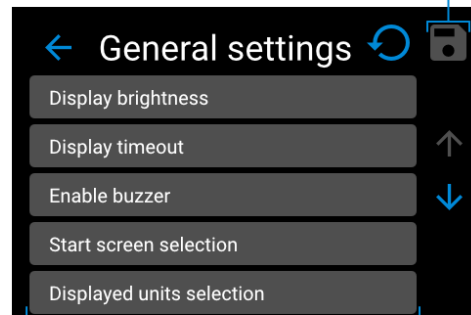 General settings
Display brightness
Display timeout
Enable buzzer
Start screen selection
Displayed units selection